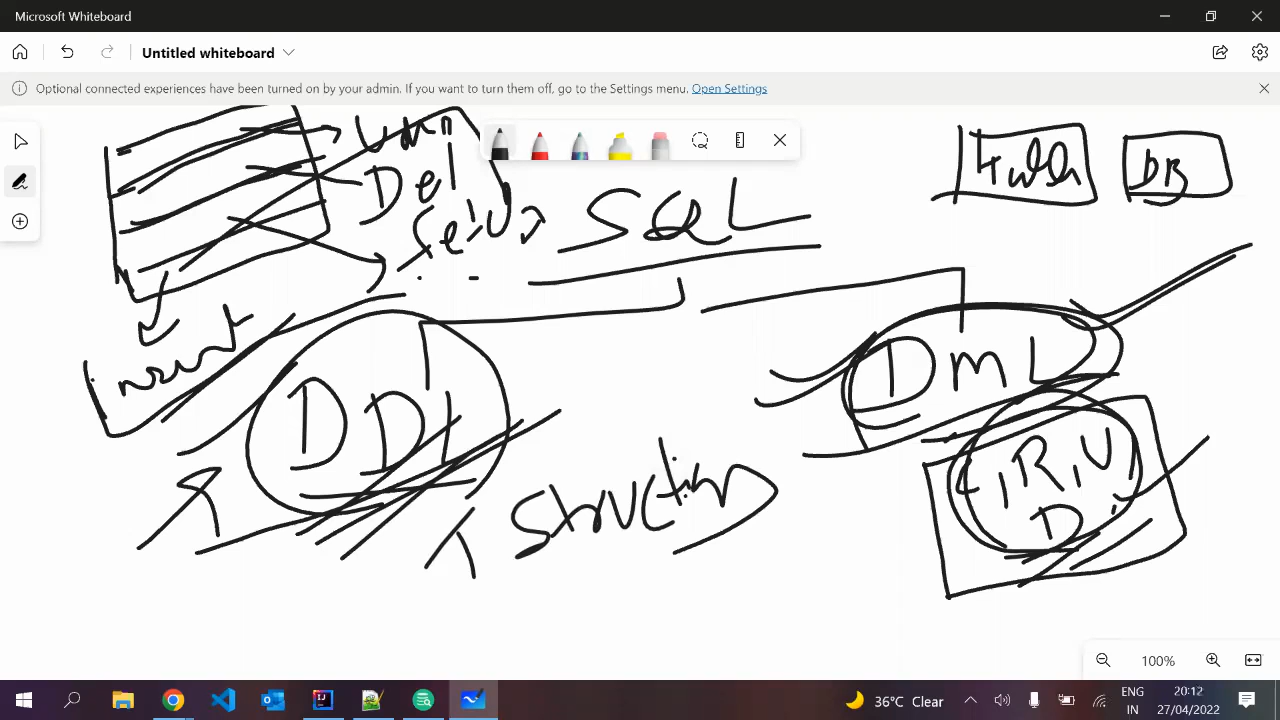 Microsoft Whiteboard
Untitled whiteboard
Optional connected experiences have been turned on by your admin. If you want to turn them off, go to the Settings menu. Open Settings
Del
DB
SQL
Insert
DDL
DML
C, R, U,
D
100%
36°C Clear
ENG
IN
20:12
27/04/2022